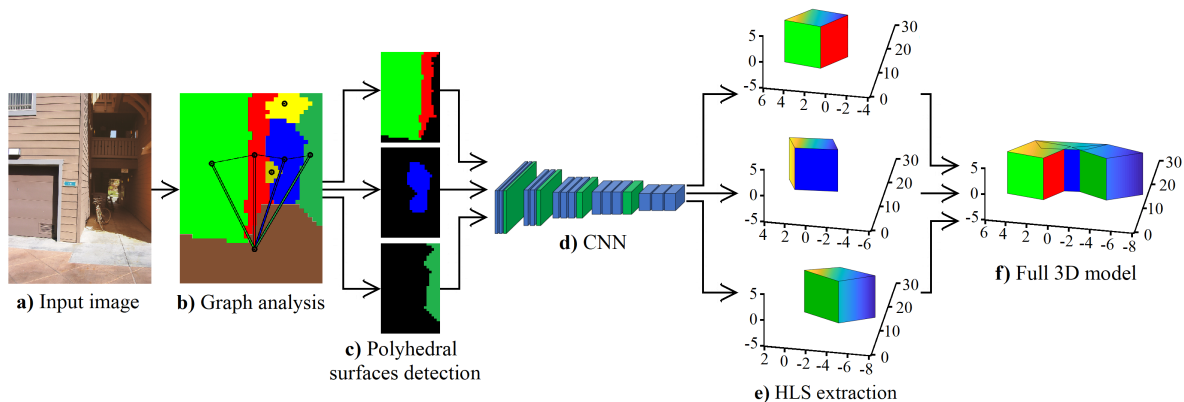 5
0
-5
6 4 2 0 -2 -4
0
10
20
30
5
0
-5
4 2 0 -2 -4 -6
0
10
20
30
5
0
-5
2 0 -2 -4 -6 -8
0
10
20
30
5
0
-5
6 4 2 0 -2 -4 -6 -8
0
10
20
30
a) Input image
b) Graph analysis
c) Polyhedral
surfaces detection
d) CNN
e) HLS extraction
f) Full 3D model